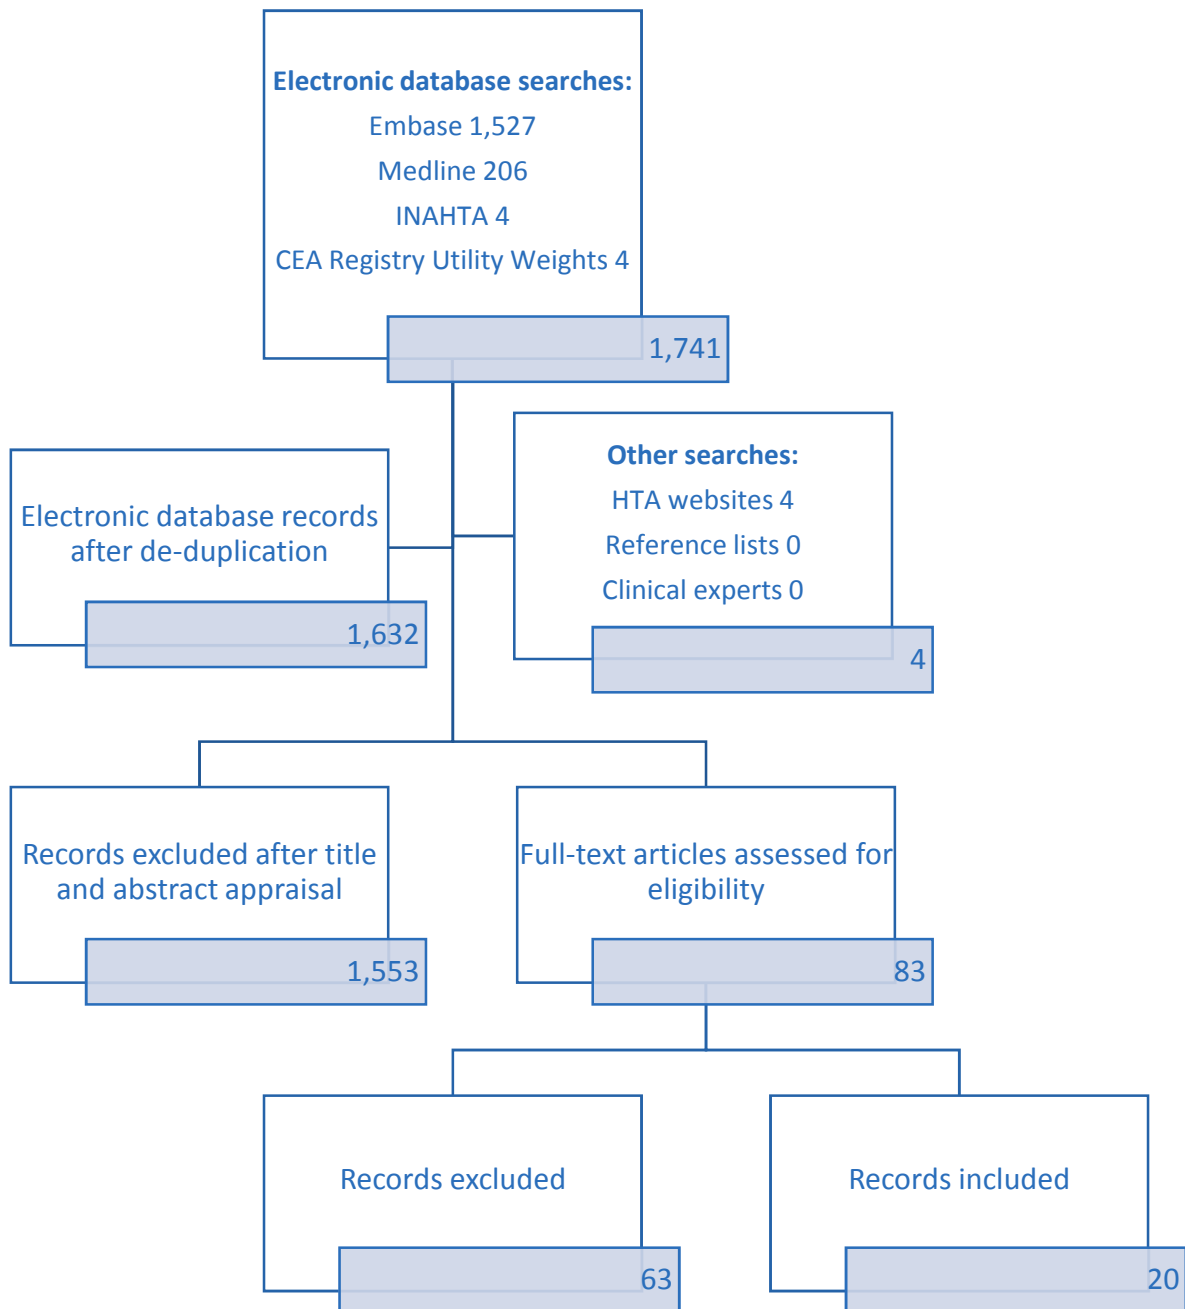 Electronic database searches:
Embase 1,527
Medline 206
INAHTA 4
CEA Registry Utility Weights 4
1,741
Electronic database records
after de-duplication
1,632
Other searches:
HTA websites 4
Reference lists 0
Clinical experts 0
4
Records excluded after title
and abstract appraisal
1,553
Full-text articles assessed for
eligibility
83
Records excluded
63
Records included
20